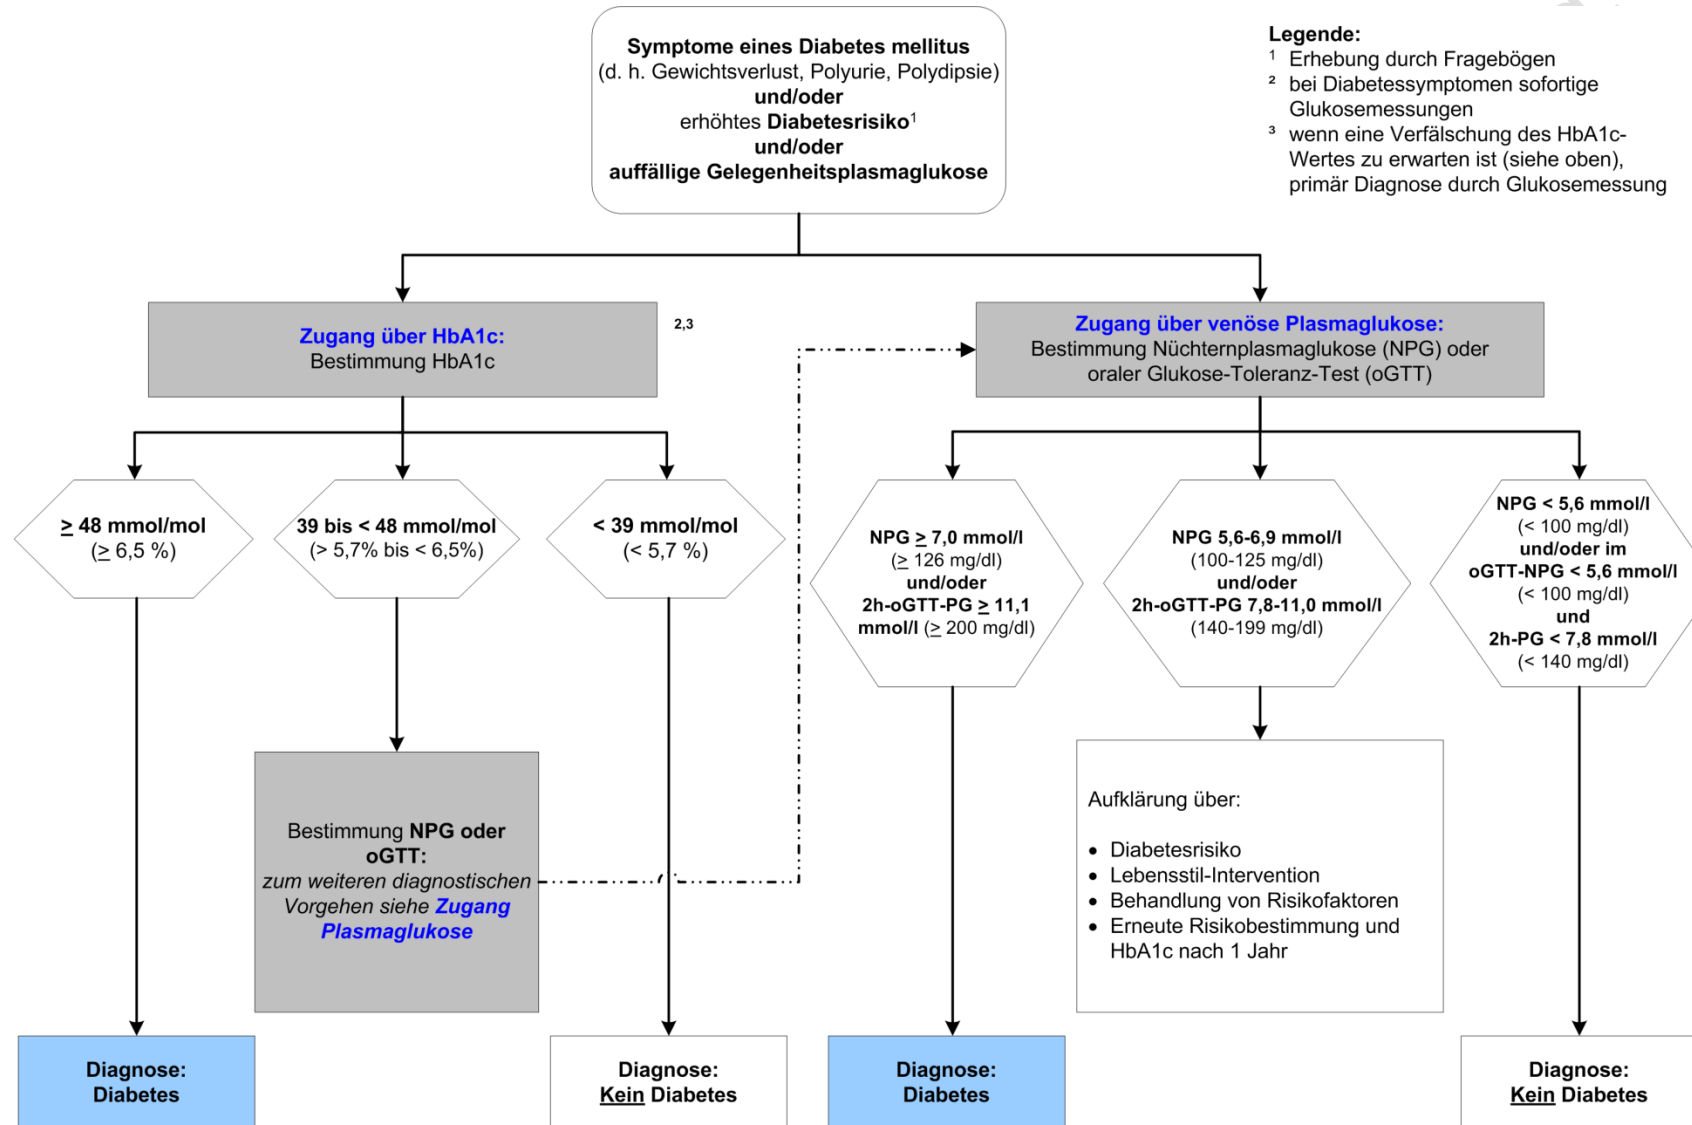 Symptome eines Diabetes mellitus
(d. h. Gewichtsverlust, Polyurie, Polydipsie)
und/oder
erhöhtes Diabetesrisiko¹
und/oder
auffällige Gelegenheitsplasmaglukose
Legende:
¹ Erhebung durch Fragebögen
² bei Diabetessymptomen sofortige
Glukosemessungen
³ wenn eine Verfälschung des HbA1c-
Wertes zu erwarten ist (siehe oben),
primär Diagnose durch Glukosemessung
Zugang über HbA1c:
Bestimmung HbA1c
2,3
Zugang über venöse Plasmaglukose:
Bestimmung Nüchternplasmaglukose (NPG) oder
oraler Glukose-Toleranz-Test (oGTT)
≥ 48 mmol/mol
(≥ 6,5 %)
39 bis < 48 mmol/mol
(> 5,7% bis < 6,5%)
< 39 mmol/mol
(< 5,7 %)
NPG ≥ 7,0 mmol/l
(≥ 126 mg/dl)
und/oder
2h-oGTT-PG ≥ 11,1
mmol/l (≥ 200 mg/dl)
NPG 5,6-6,9 mmol/l
(100-125 mg/dl)
und/oder
2h-oGTT-PG 7,8-11,0 mmol/l
(140-199 mg/dl)
NPG < 5,6 mmol/l
(< 100 mg/dl)
und/oder im
oGTT-NPG < 5,6 mmol/l
(< 100 mg/dl)
und
2h-PG < 7,8 mmol/l
(< 140 mg/dl)
Bestimmung NPG oder
oGTT:
zum weiteren diagnostischen
Vorgehen siehe Zugang
Plasmaglukose
Aufklärung über:
• Diabetesrisiko
• Lebensstil-Intervention
• Behandlung von Risikofaktoren
• Erneute Risikobestimmung und
HbA1c nach 1 Jahr
Diagnose:
Diabetes
Diagnose:
Kein Diabetes
Diagnose:
Diabetes
Diagnose:
Kein Diabetes